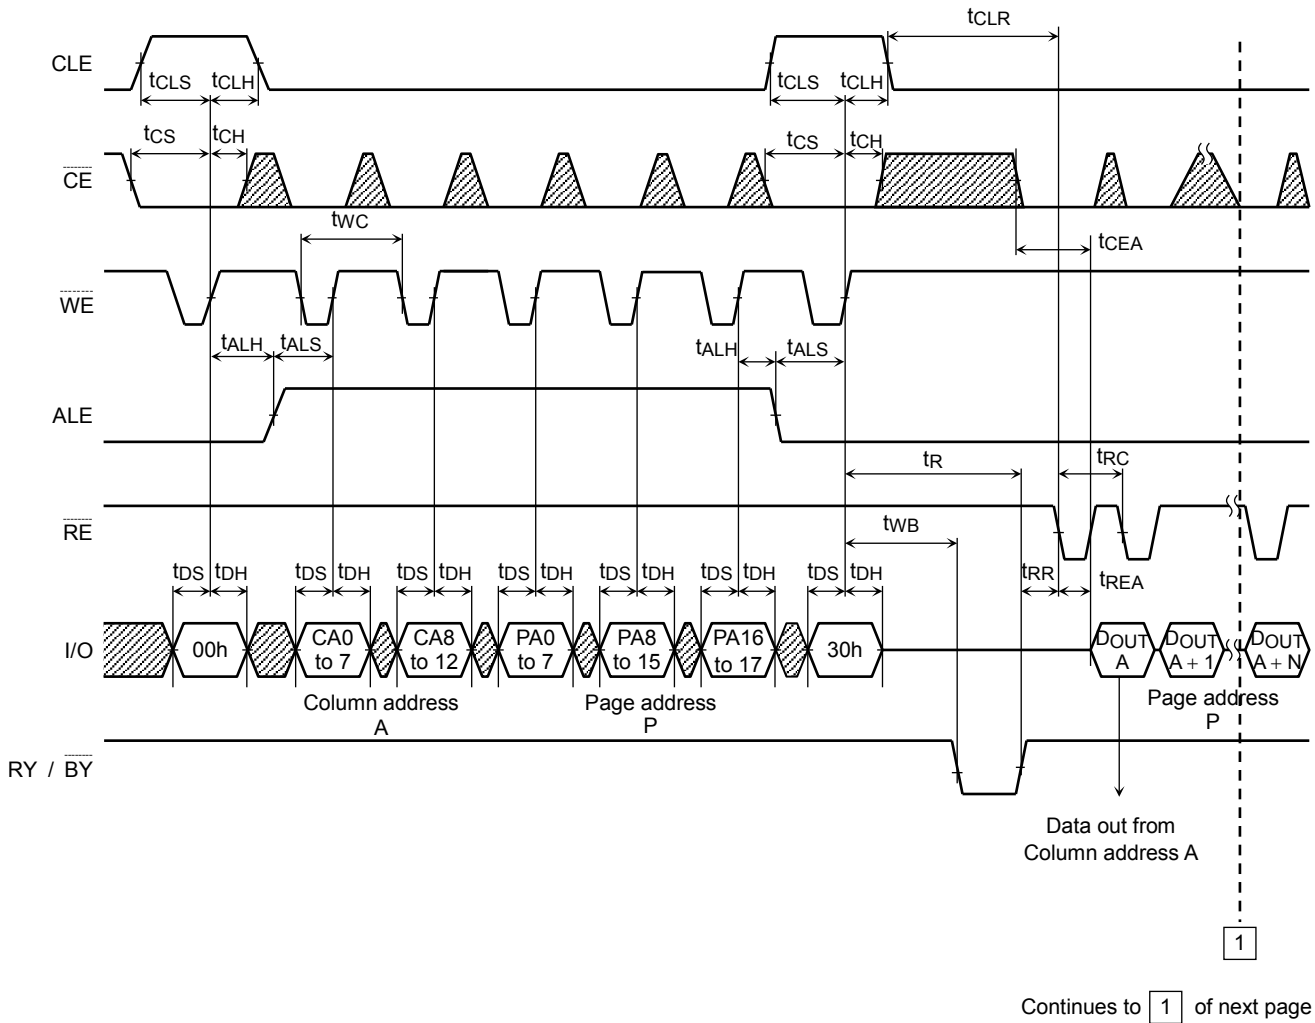 tCLR
CLE
tCLS tCLH tCLS tCLH
tCS tCH tCS tCH
CE
tWC
tCEA
WE
tALH tALS tALH tALS
ALE
tR tRC
RE
tWB
tDS tDH tDS tDH tDS tDH tDS tDH tDS tDH tDS tDH tDS tDH tRR tREA
I/O 00h CA0 to 7 CA8 to 12 PA0 to 7 PA8 to 15 PA16 to 17 30h DOUT A DOUT A + 1 DOUT A + N
Column address A
Page address P
Page address P
RY / BY
Data out from
Column address A
1
Continues to 1 of next page